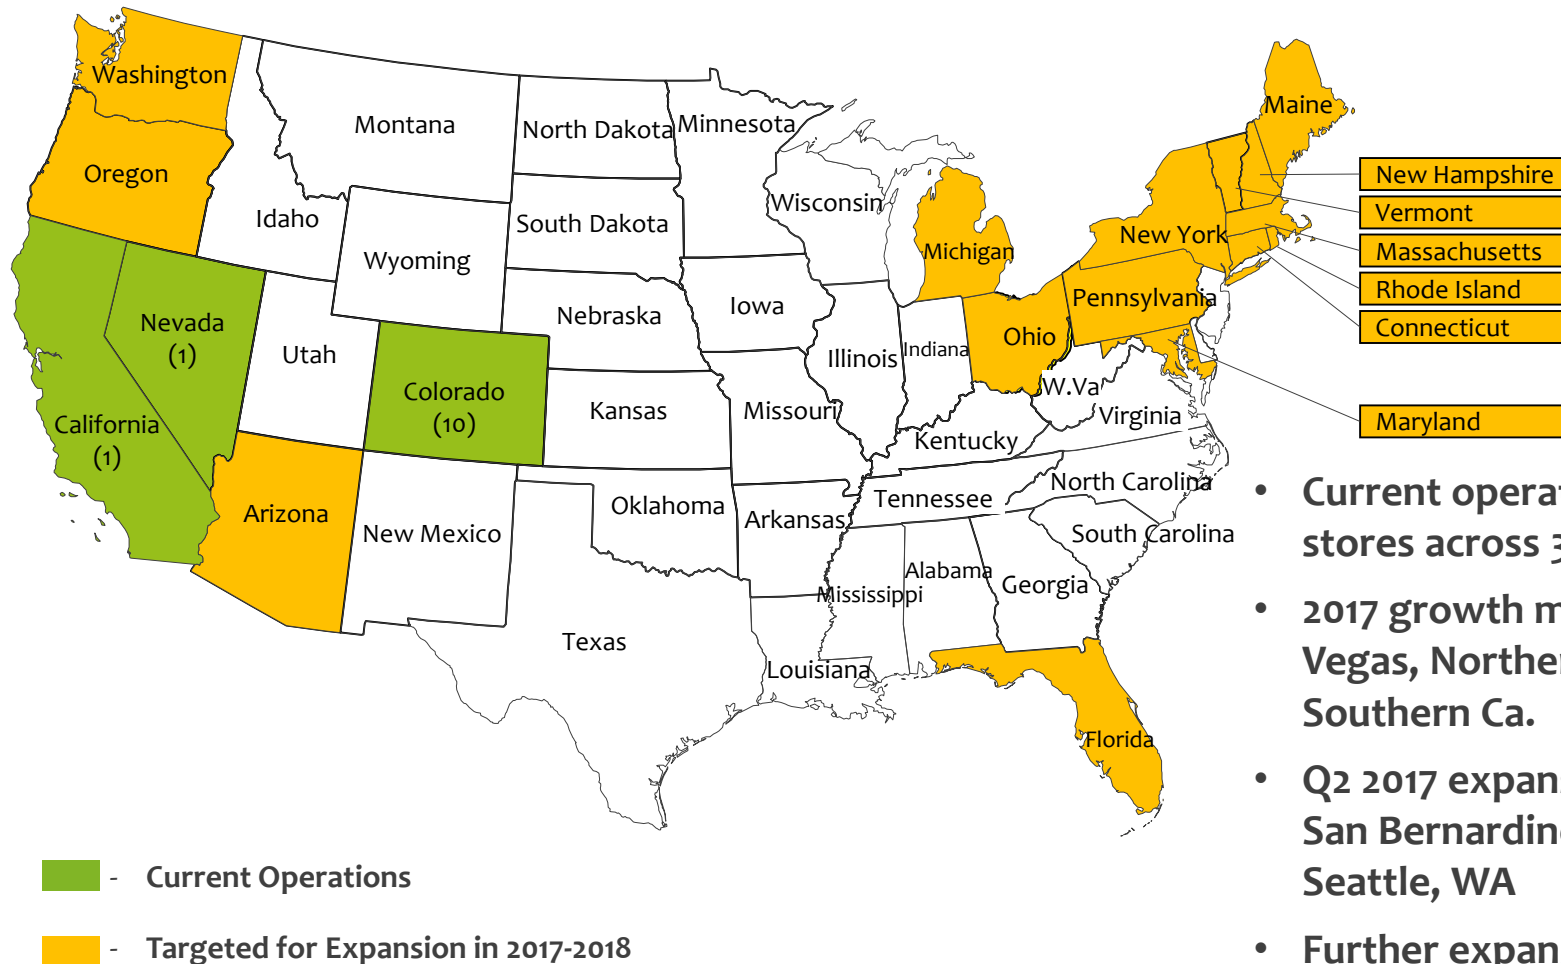 Washington
Montana
North Dakota
Minnesota
Maine
Oregon
Idaho
South Dakota
Wisconsin
Michigan
New York
New Hampshire
Vermont
Massachusetts
Rhode Island
Connecticut
Wyoming
Nebraska
Iowa
Pennsylvania
Nevada
(1)
Utah
Colorado
(10)
Illinois
Indiana
Ohio
W.Va
Virginia
Maryland
California
(1)
Kansas
Missouri
Kentucky
Arizona
New Mexico
Oklahoma
Arkansas
Tennessee
North Carolina
South Carolina
Mississippi
Alabama
Georgia
Texas
Louisiana
Florida
• Current operat
stores across 3
• 2017 growth m
Vegas, Norther
Southern Ca.
• Q2 2017 expan
San Bernardin
Seattle, WA
• Further expan
- Current Operations
- Targeted for Expansion in 2017-2018